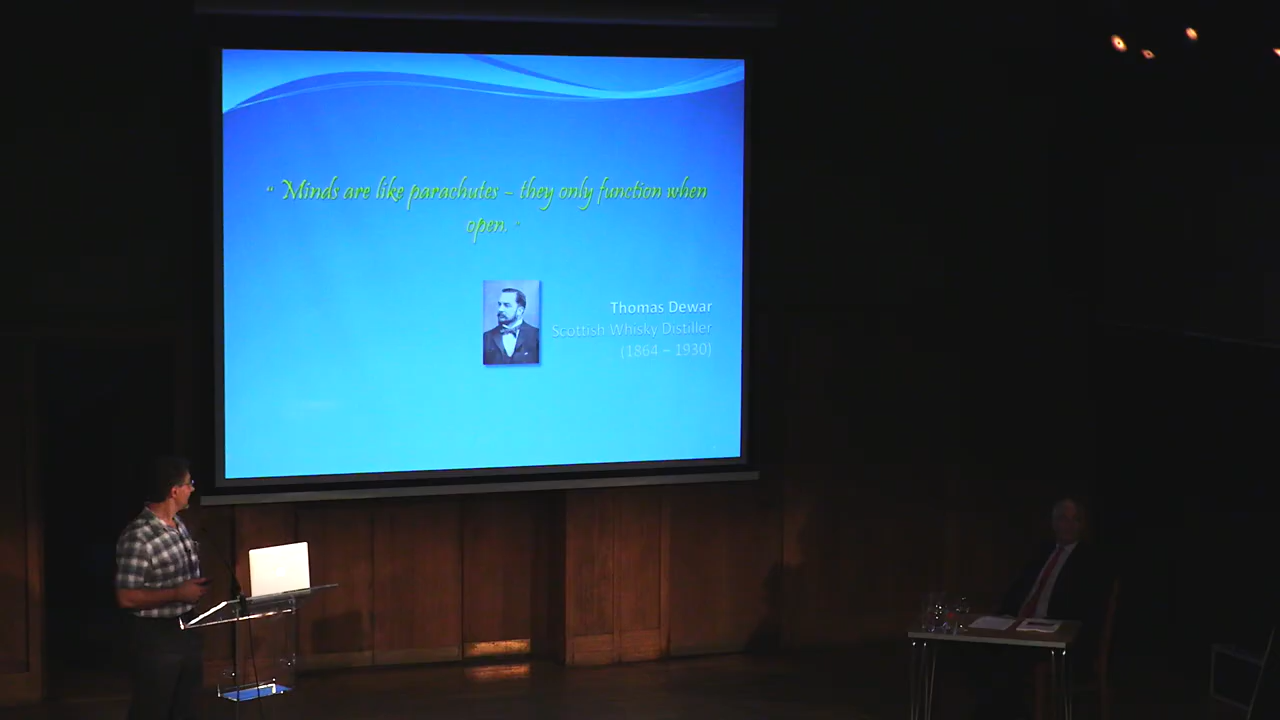 “ Minds are like parachutes – they only function when
open. ”
Thomas Dewar
Scottish Whisky Distiller
(1864 – 1930)